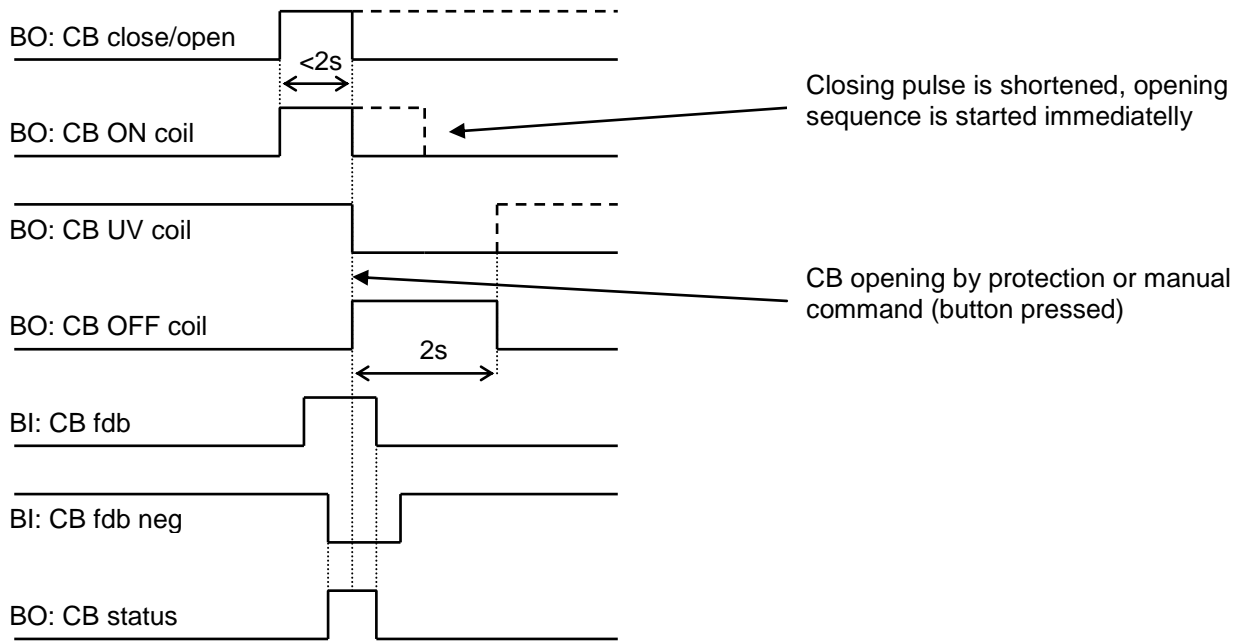 BO: CB close/open
<2s
Closing pulse is shortened, opening
sequence is started immediatelly
BO: CB ON coil
BO: CB UV coil
CB opening by protection or manual
command (button pressed)
BO: CB OFF coil
2s
BI: CB fdb
BI: CB fdb neg
BO: CB status